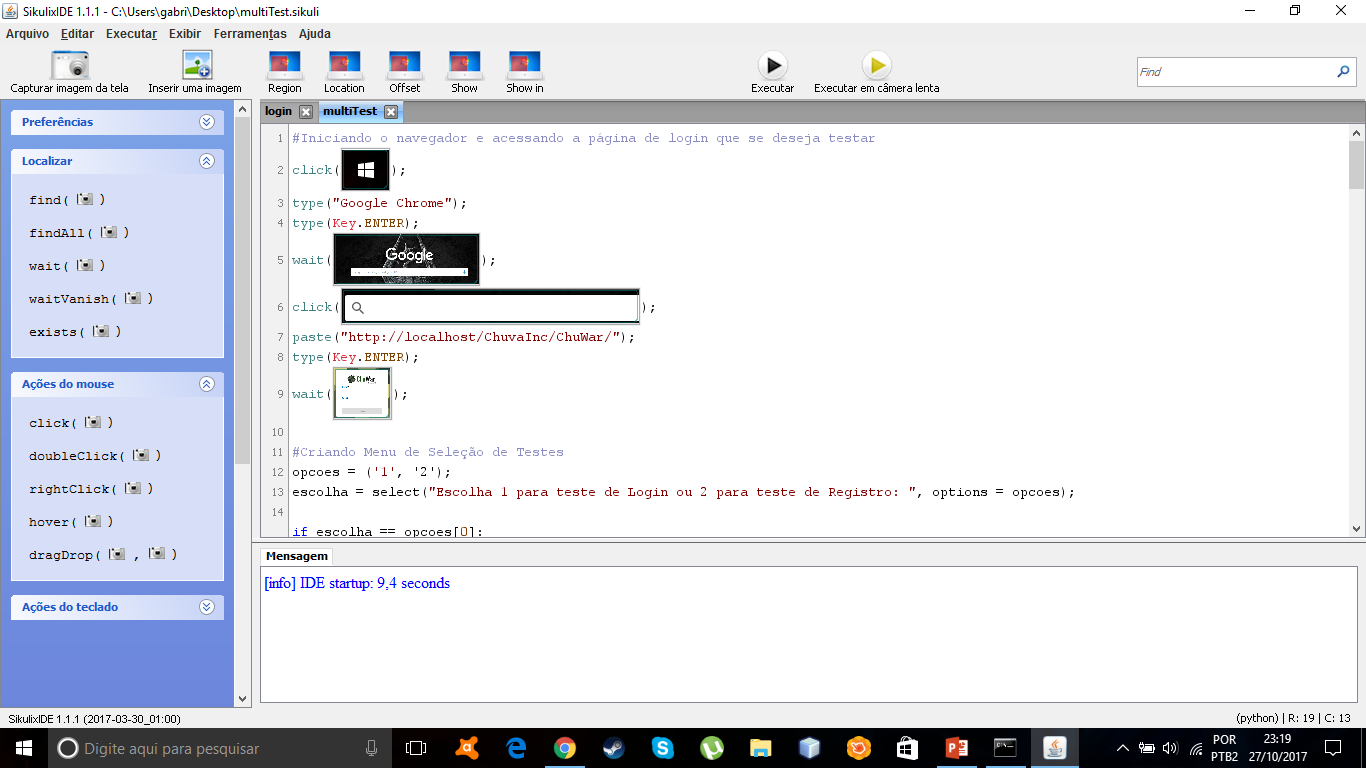 SikulixIDE 1.1.1 - C:\Users\gabri\Desktop\multiTest.sikuli
Arquivo Editar Executar Exibir Ferramentas Ajuda
Capturar imagem da tela Inserir uma imagem Region Location Offset Show Show in Executar Executar em câmera lenta Find
Preferências
Localizar
find( )
findAll( )
wait( )
waitVanish( )
exists( )
Ações do mouse
click( )
doubleClick( )
rightClick( )
hover( )
dragDrop( , )
Ações do teclado
login multiTest
1 #Iniciando o navegador e acessando a página de login que se deseja testar
2 click( );
3 type("Google Chrome");
4 type(Key.ENTER);
5 wait( Google );
6 click( );
7 paste("http://localhost/ChuvaInc/ChuWar/");
8 type(Key.ENTER);
9 wait( ChuWar );
10
11 #Criando Menu de Seleção de Testes
12 opcoes = ('1', '2');
13 escolha = select("Escolha 1 para teste de Login ou 2 para teste de Registro: ", options = opcoes);
14
if escolha == opcoes[0]:
Mensagem
[info] IDE startup: 9,4 seconds
SikulixIDE 1.1.1 (2017-03-30_01:00) (python) | R: 19 | C: 13
Digite aqui para pesquisar
POR 23:19
PTB2 27/10/2017